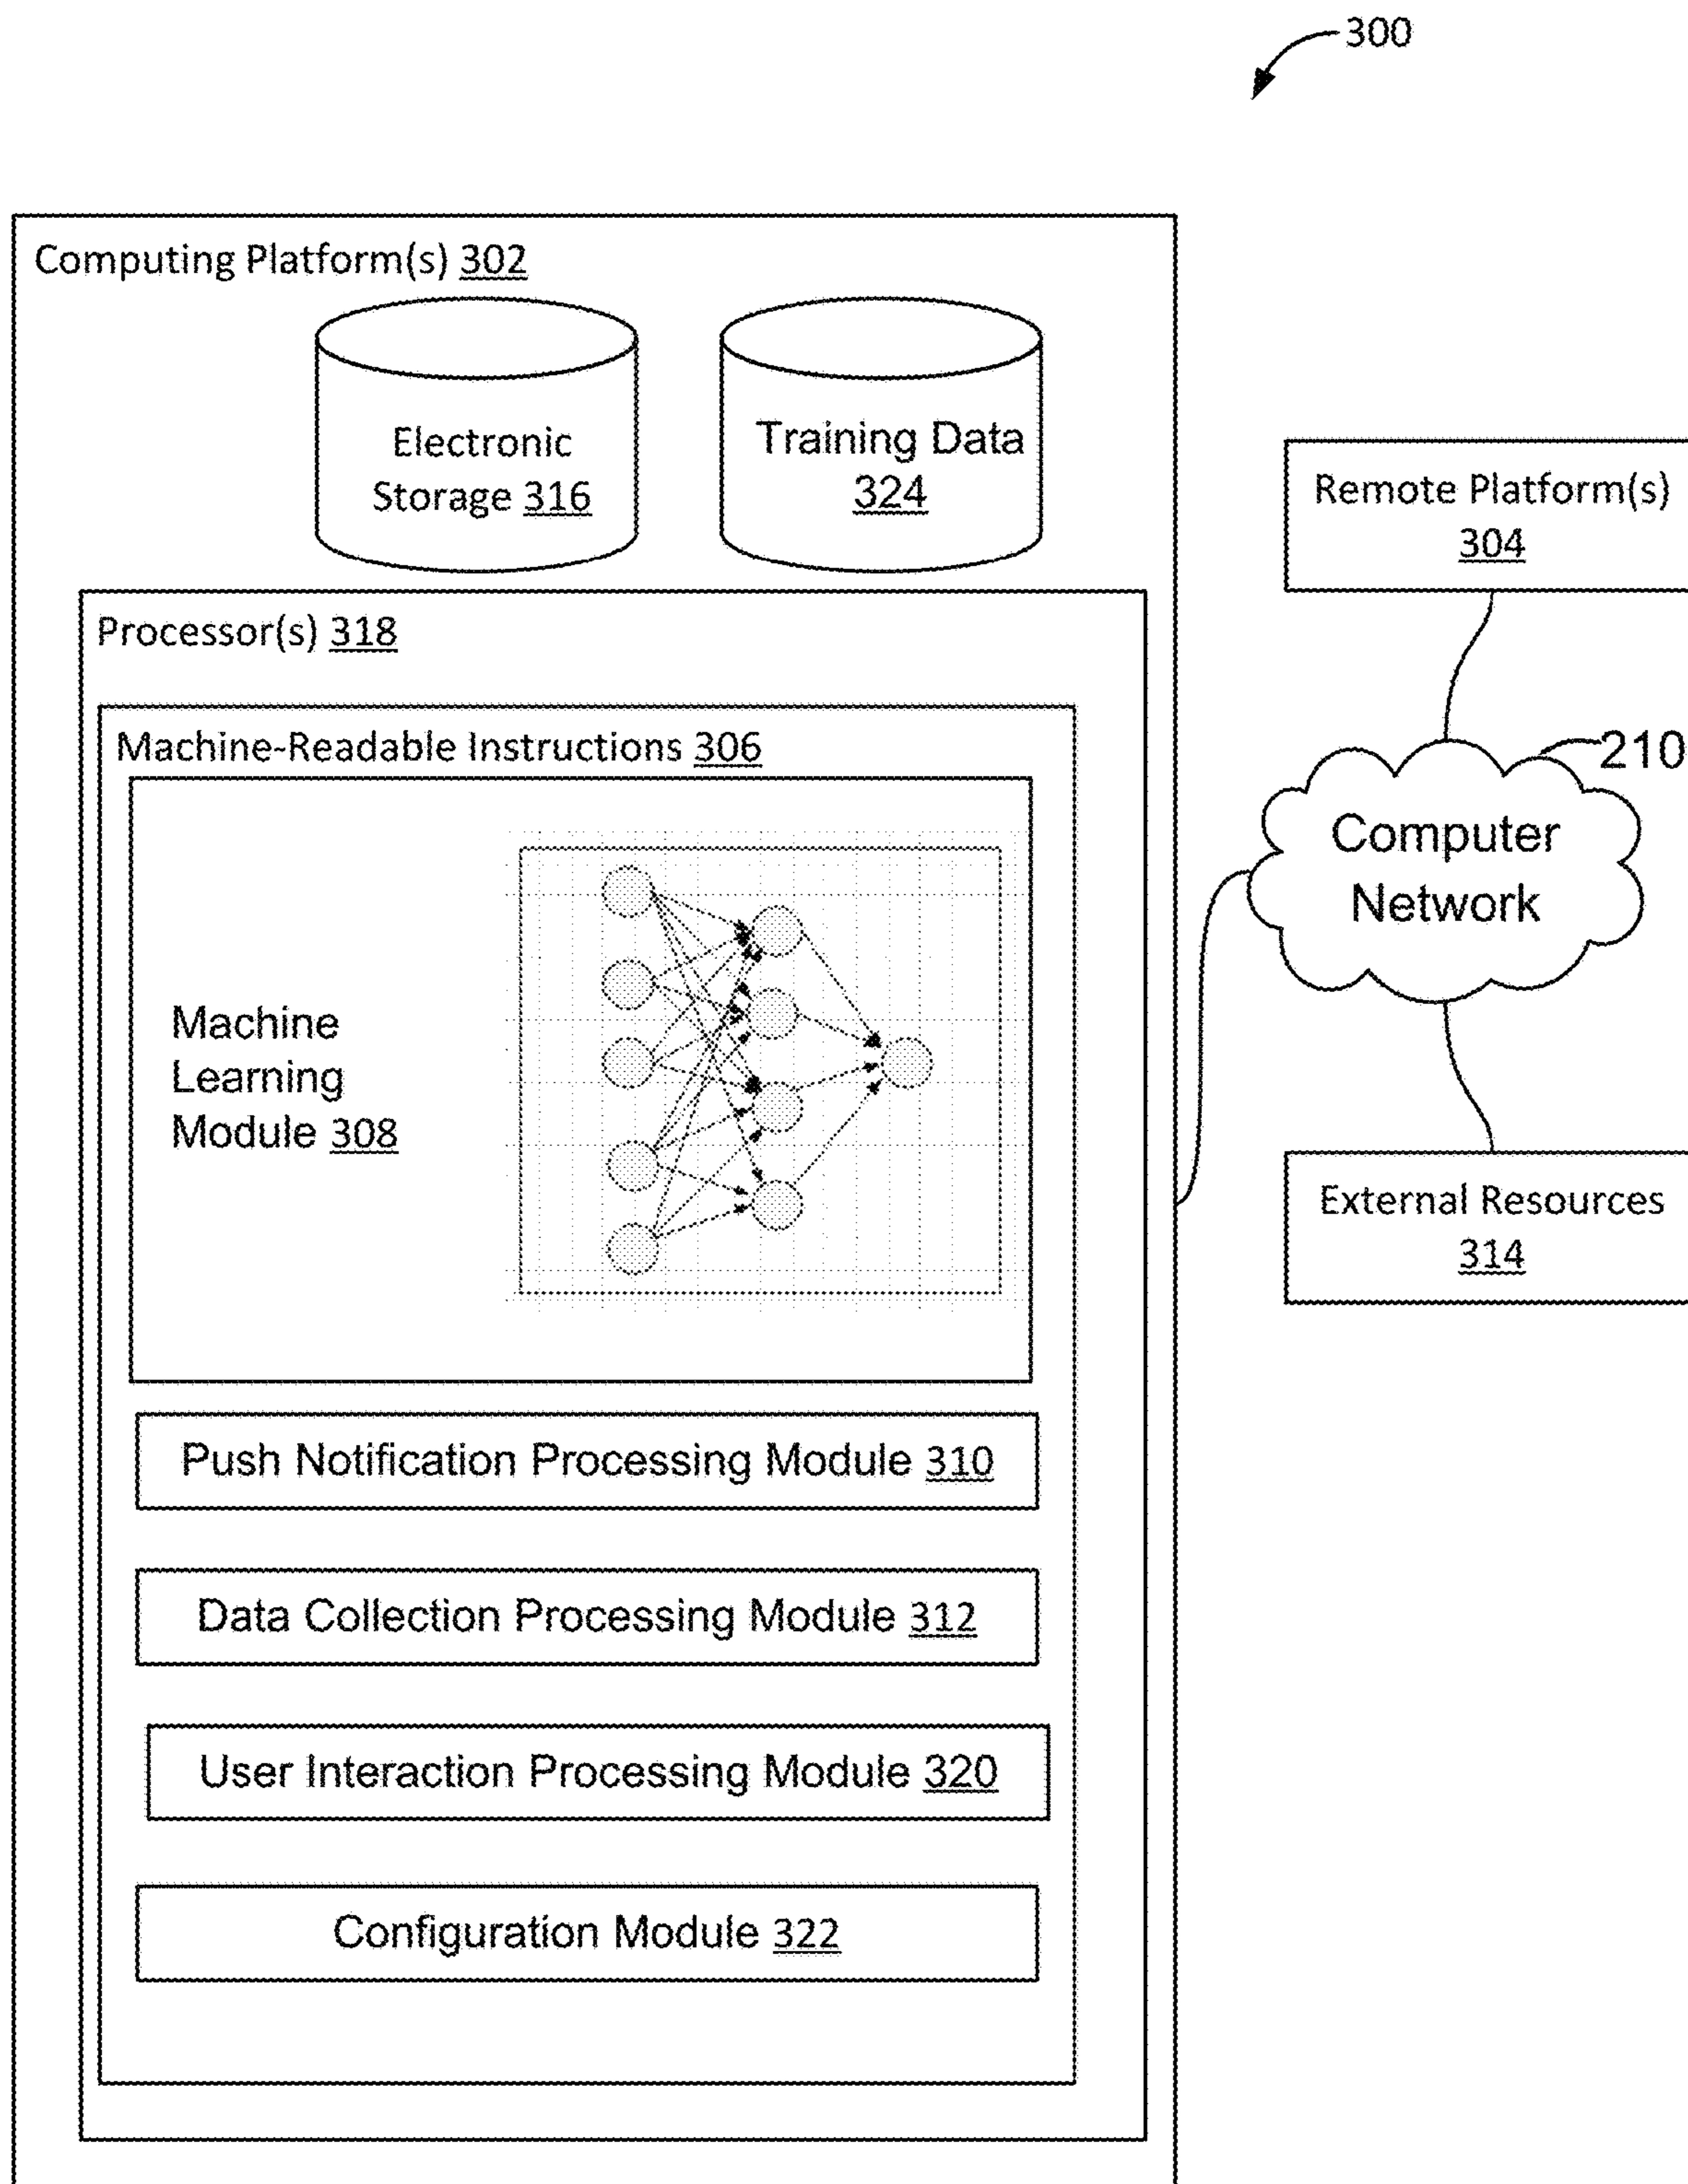 300
Computing Platform(s) 302
Electronic
Storage 316
Training Data
324
Remote Platform(s)
304
Processor(s) 318
Machine-Readable Instructions 306
210
Computer
Network
Machine
Learning
Module 308
External Resources
314
Push Notification Processing Module 310
Data Collection Processing Module 312
User Interaction Processing Module 320
Configuration Module 322